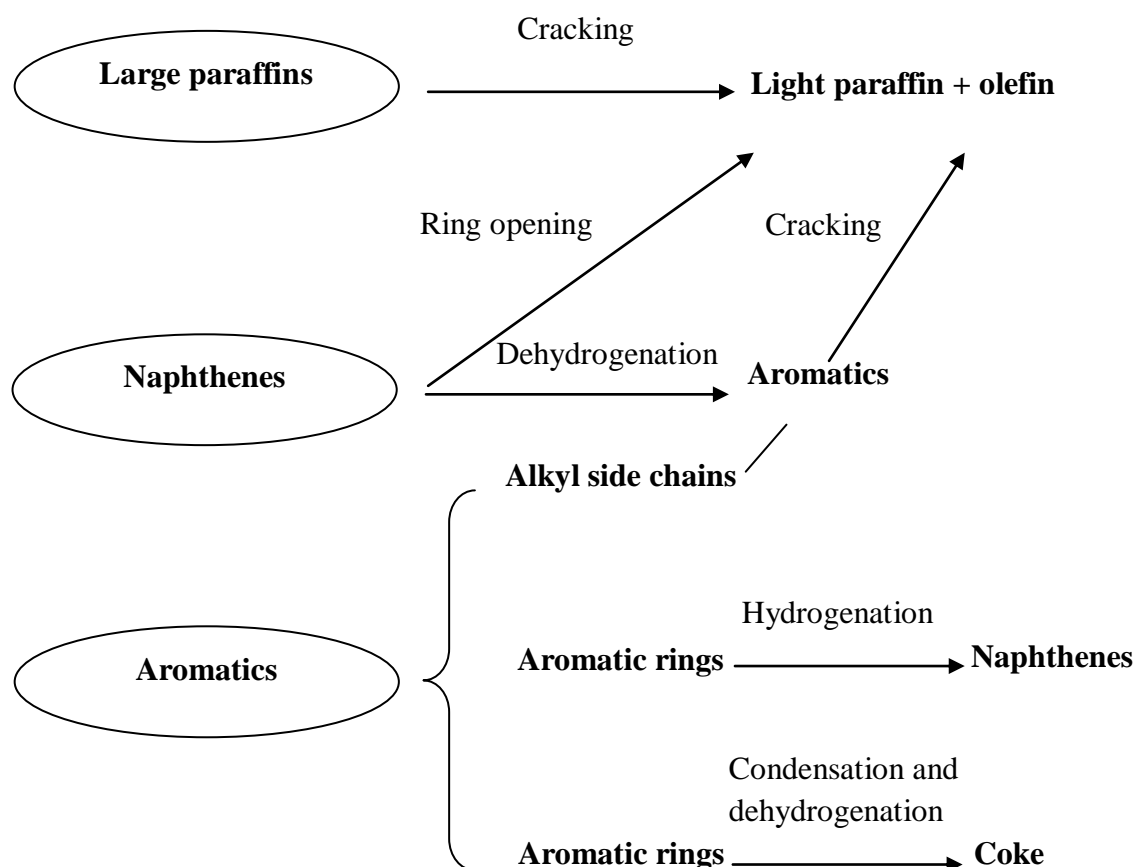 Cracking
Large paraffins
Light paraffin + olefin
Ring opening
Cracking
Dehydrogenation
Naphthenes
Aromatics
Alkyl side chains
Hydrogenation
Aromatics
Aromatic rings
Naphthenes
Condensation and
dehydrogenation
Aromatic rings
Coke